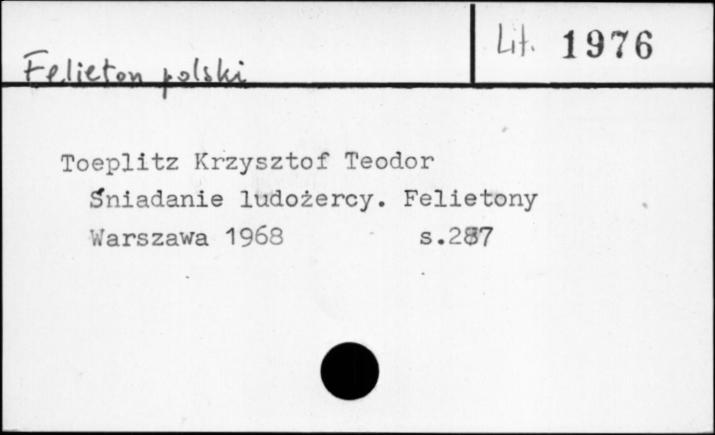 Felieton polski
Lit. 1976
Toeplitz Krzysztof Teodor
Śniadanie ludożercy. Felietony
Warszawa 1968 s.287